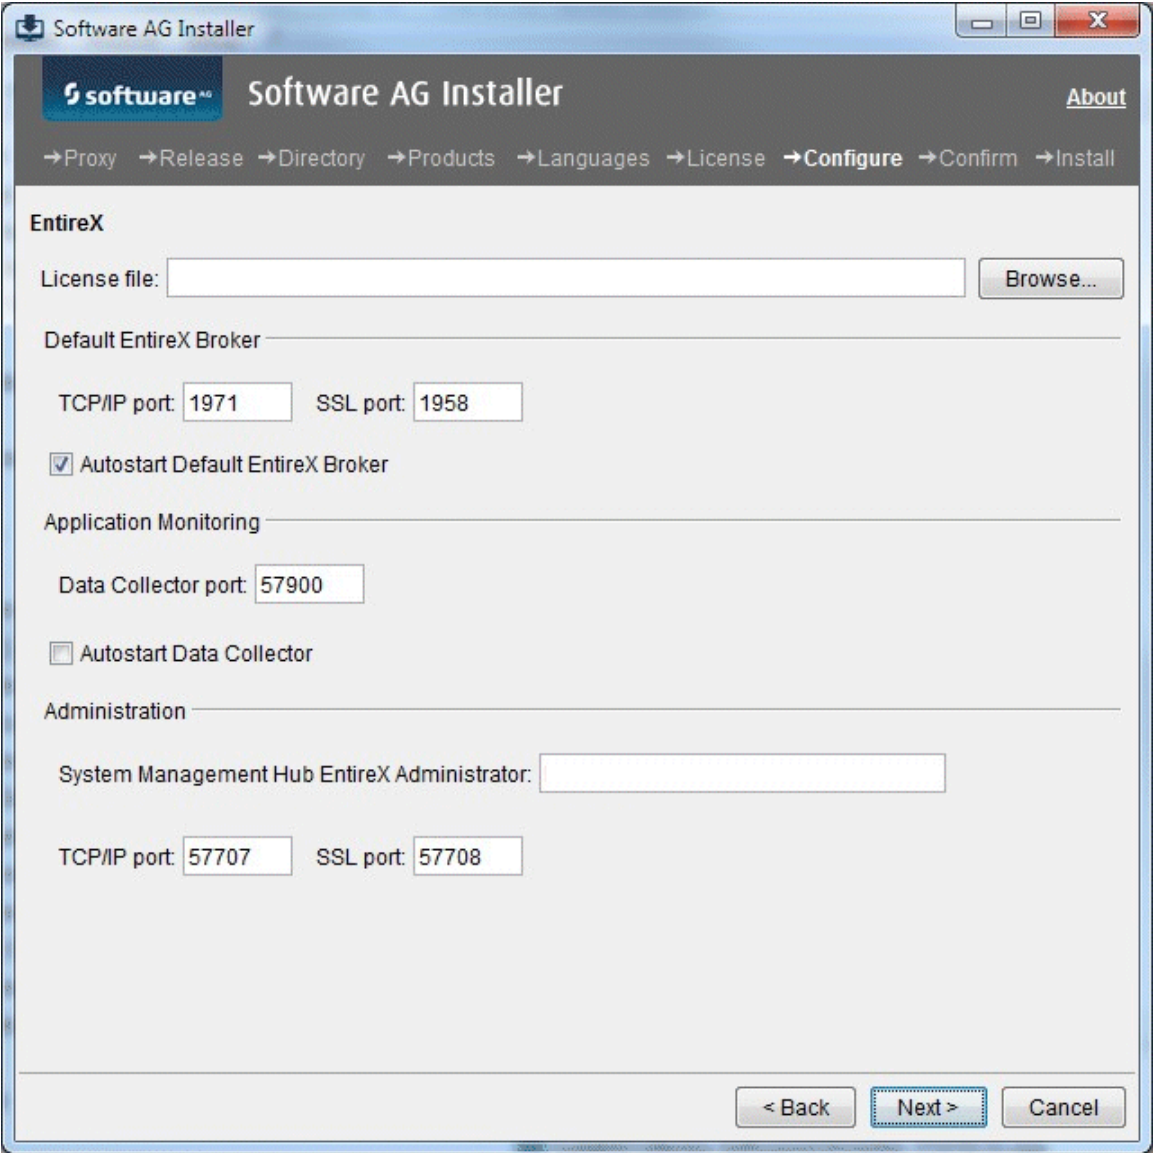 Software AG Installer
software AG Software AG Installer About
→Proxy →Release →Directory →Products →Languages →License →Configure →Confirm →Install
EntireX
License file: Browse...
Default EntireX Broker
TCP/IP port: 1971 SSL port: 1958
Autostart Default EntireX Broker
Application Monitoring
Data Collector port: 57900
Autostart Data Collector
Administration
System Management Hub EntireX Administrator:
TCP/IP port: 57707 SSL port: 57708
< Back Next > Cancel